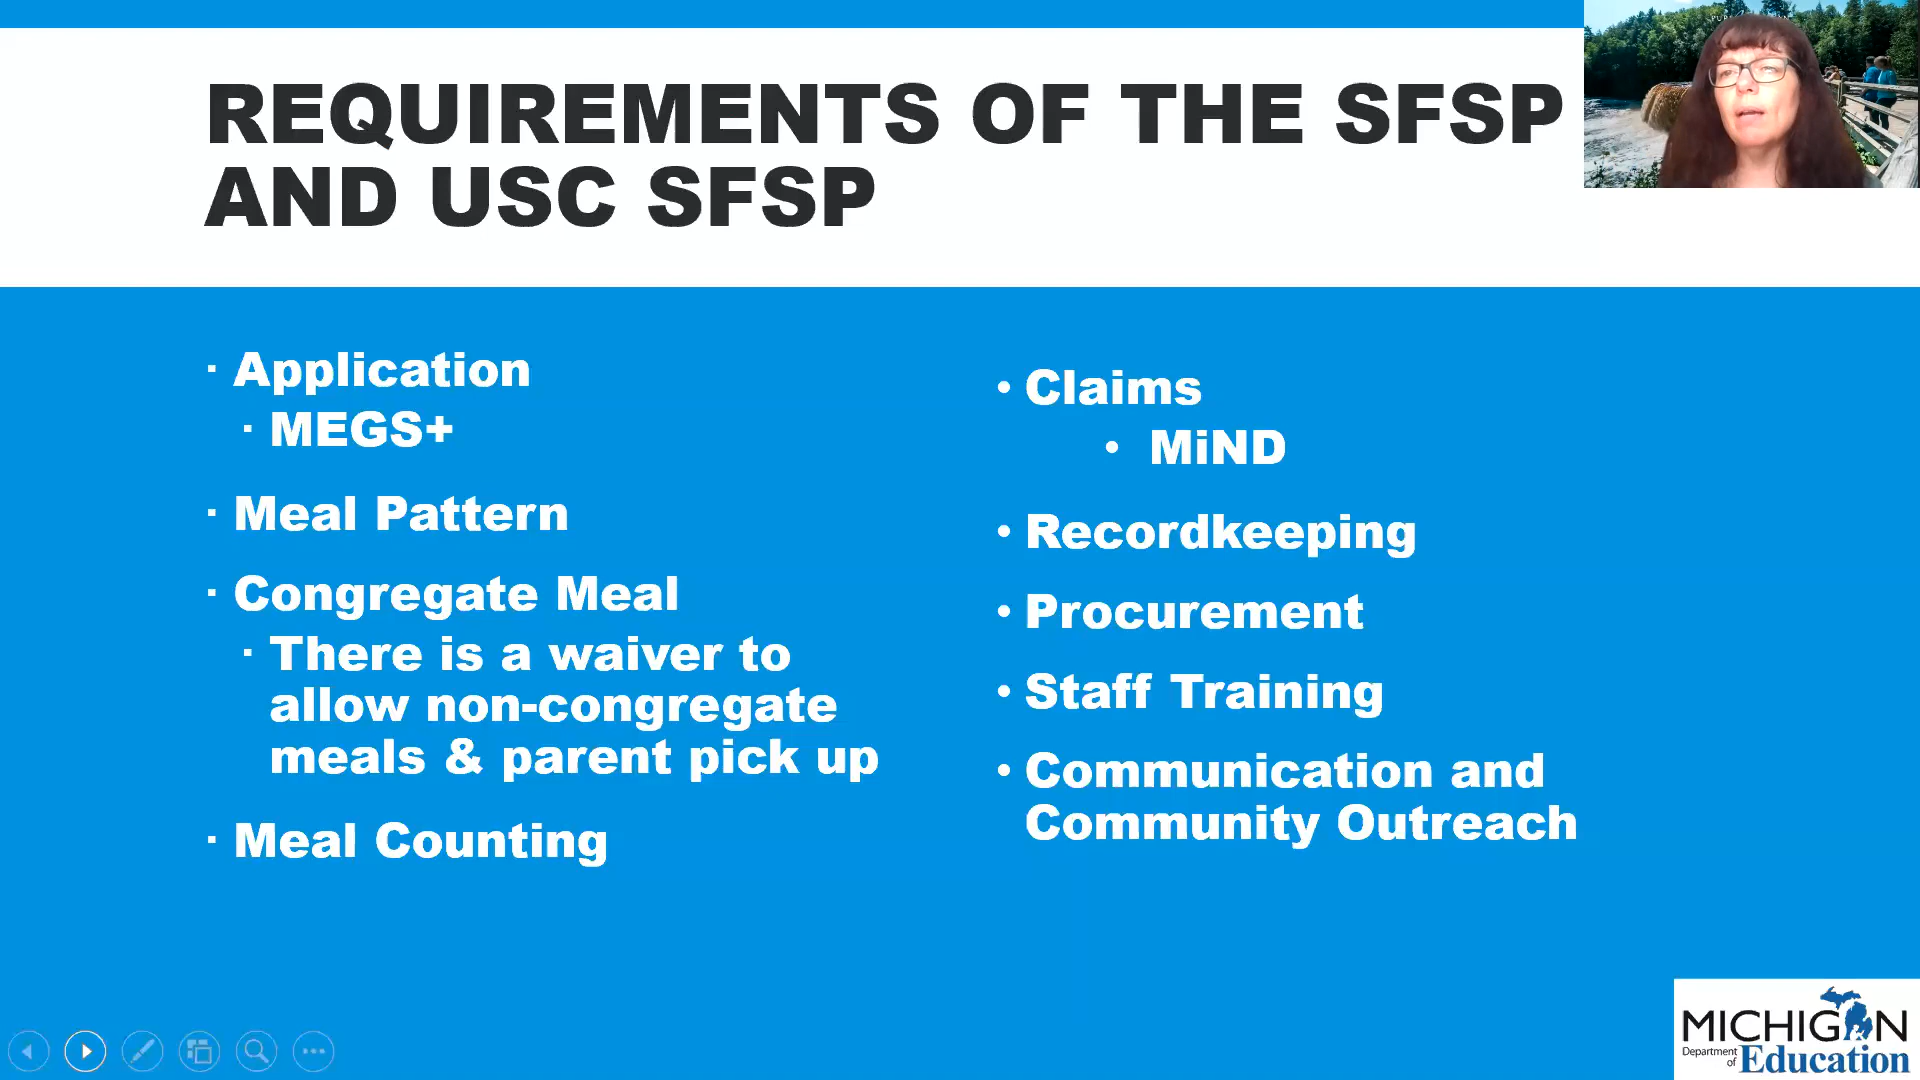 REQUIREMENTS OF THE SFSP
AND USC SFSP
· Application
· MEGS+
· Meal Pattern
· Congregate Meal
· There is a waiver to
allow non-congregate
meals & parent pick up
· Meal Counting
• Claims
• MiND
• Recordkeeping
• Procurement
• Staff Training
• Communication and
Community Outreach
MICHIGAN
Department
of Education